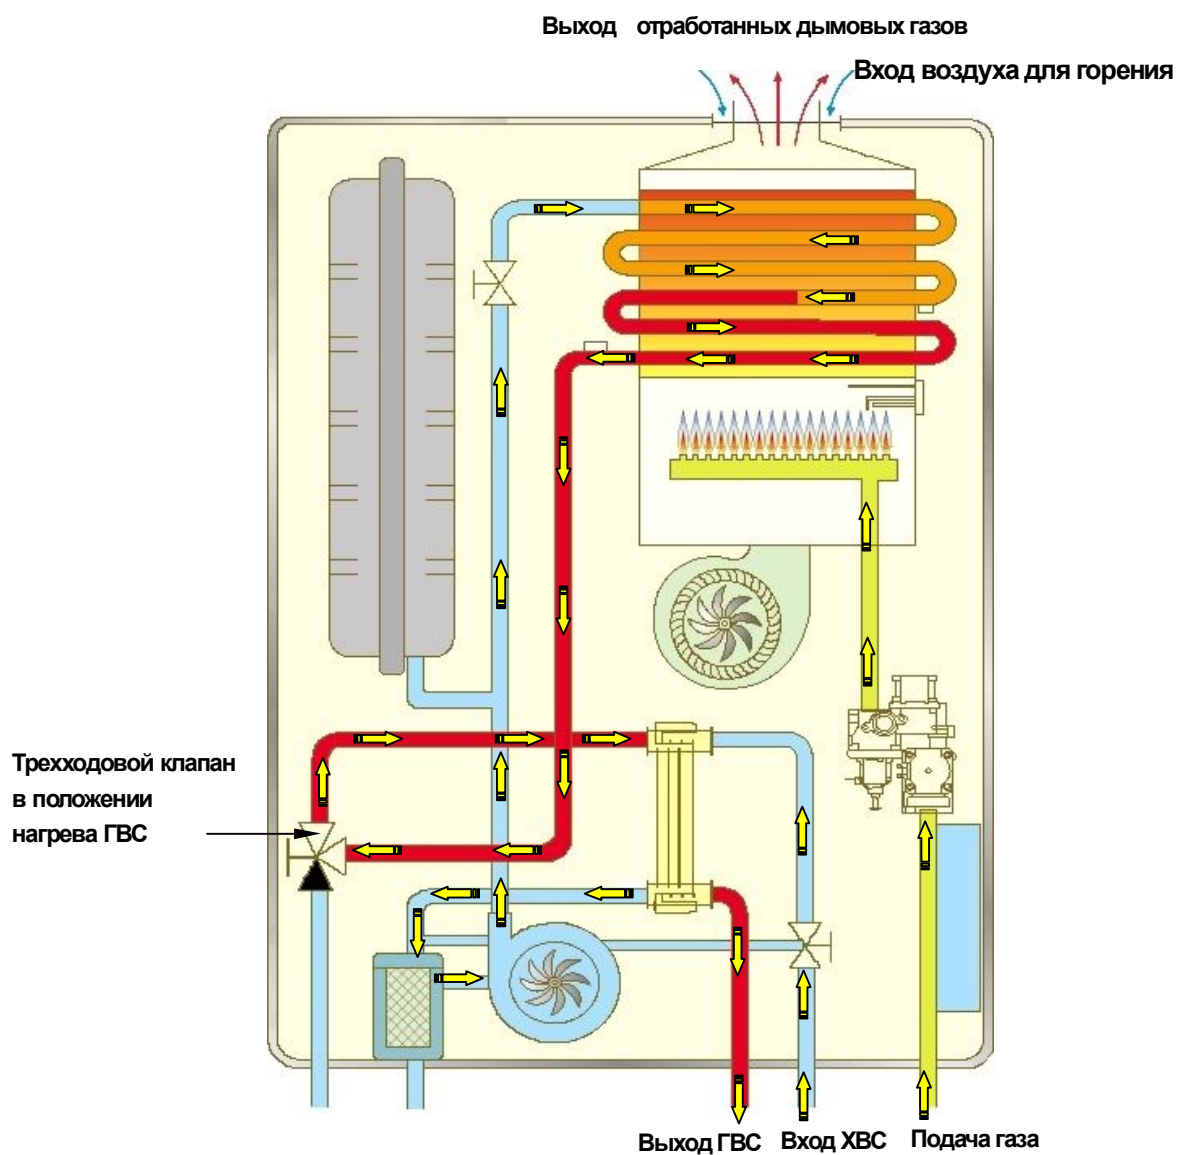 Выход отработанных дымовых газов
Вход воздуха для горения
Трехходовой клапан
в положении
нагрева ГВС
Выход ГВС
Вход ХВС
Подача газа